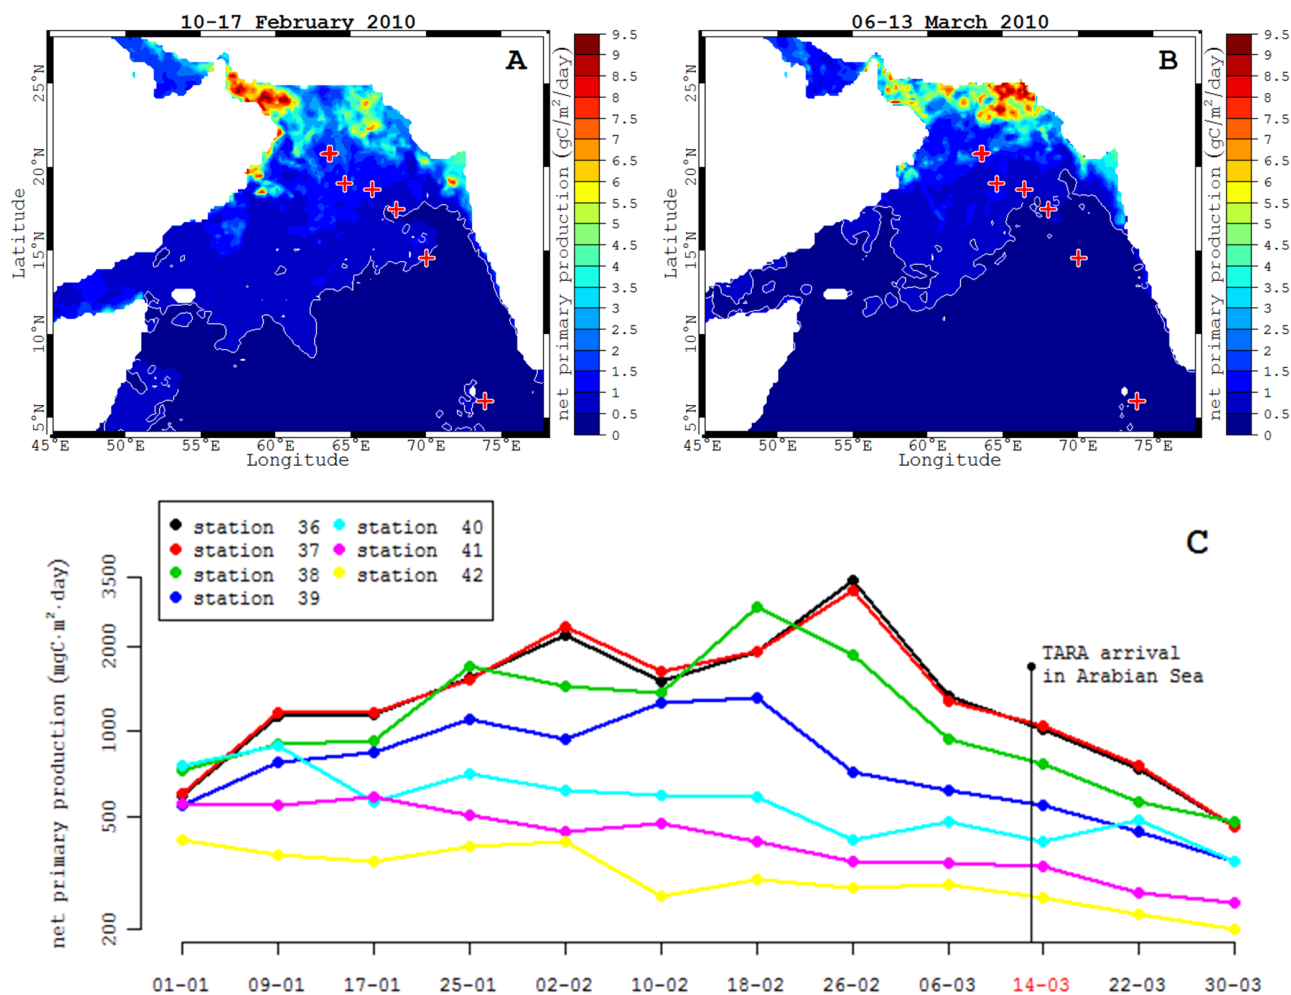 10-17 February 2010
A
25°N
20°N
15°N
10°N
5°N
Latitude
45°E 50°E 55°E 60°E 65°E 70°E 75°E
Longitude
0.5
9.5
9
8.5
8
7.5
7
6.5
6
5.5
5
4.5
4
3.5
3
2.5
2
1.5
1
0.5
0
net primary production (gC/m²/day)
06-13 March 2010
B
25°N
20°N
15°N
10°N
5°N
Latitude
45°E 50°E 55°E 60°E 65°E 70°E 75°E
Longitude
0.5
9.5
9
8.5
8
7.5
7
6.5
6
5.5
5
4.5
4
3.5
3
2.5
2
1.5
1
0.5
0
net primary production (gC/m²/day)
C
station 36
station 37
station 38
station 39
station 40
station 41
station 42
net primary production (mgC·m²·day)
3500
2000
1000
500
200
TARA arrival
in Arabian Sea
01-01 09-01 17-01 25-01 02-02 10-02 18-02 26-02 06-03 14-03 22-03 30-03